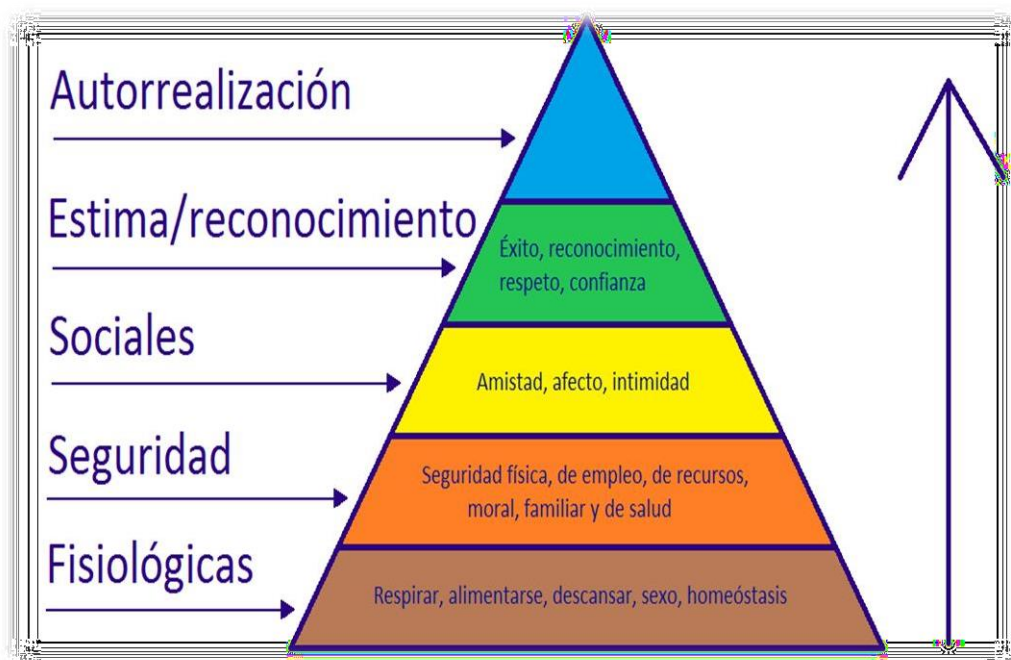 Autorrealización
Estima/reconocimiento
Éxito, reconocimiento,
respeto, confianza
Sociales
Amistad, afecto, intimidad
Seguridad
Seguridad física, de empleo, de recursos,
moral, familiar y de salud
Fisiológicas
Respirar, alimentarse, descansar, sexo, homeóstasis